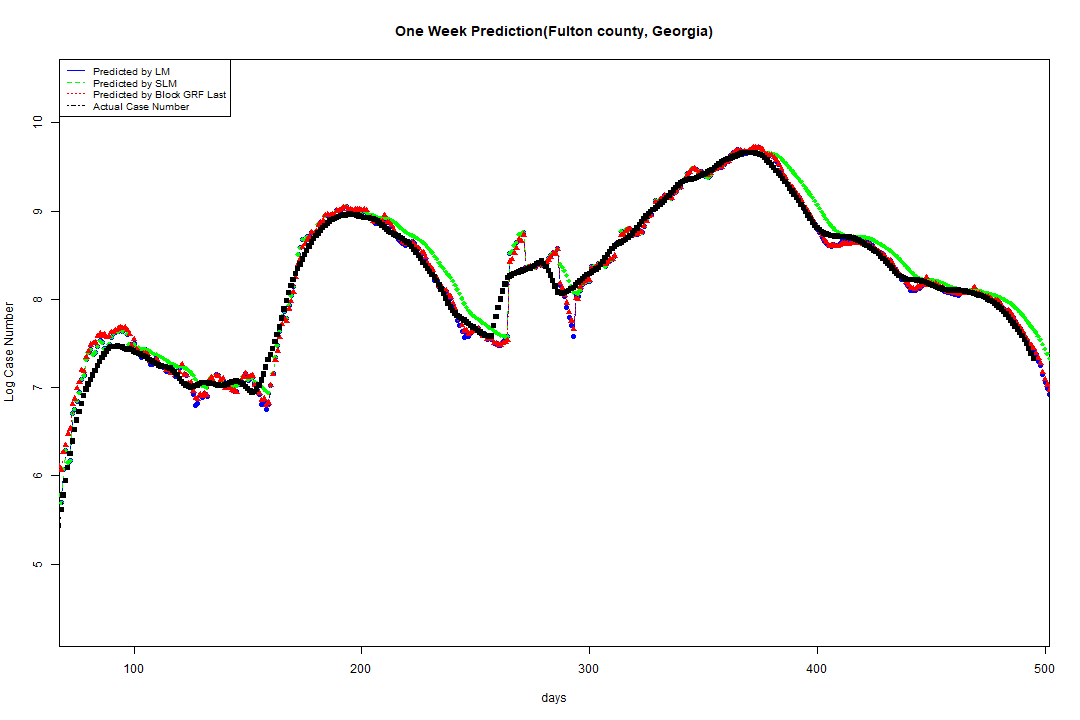 One Week Prediction(Fulton county, Georgia)
Predicted by LM
Predicted by SLM
Predicted by Block GRF Last
Actual Case Number
10
9
8
7
6
5
Log Case Number
100 200 300 400 500
days